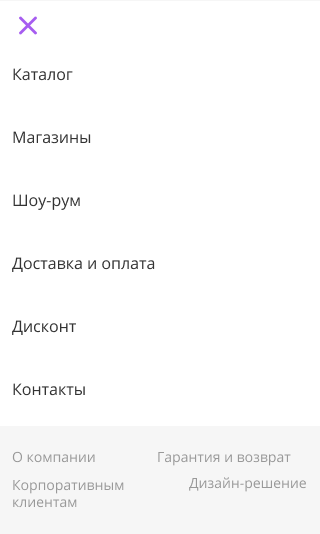 Каталог
Магазины
Шоу-рум
Доставка и оплата
Дисконт
Контакты
О компании
Гарантия и возврат
Корпоративным
клиентам
Дизайн-решение